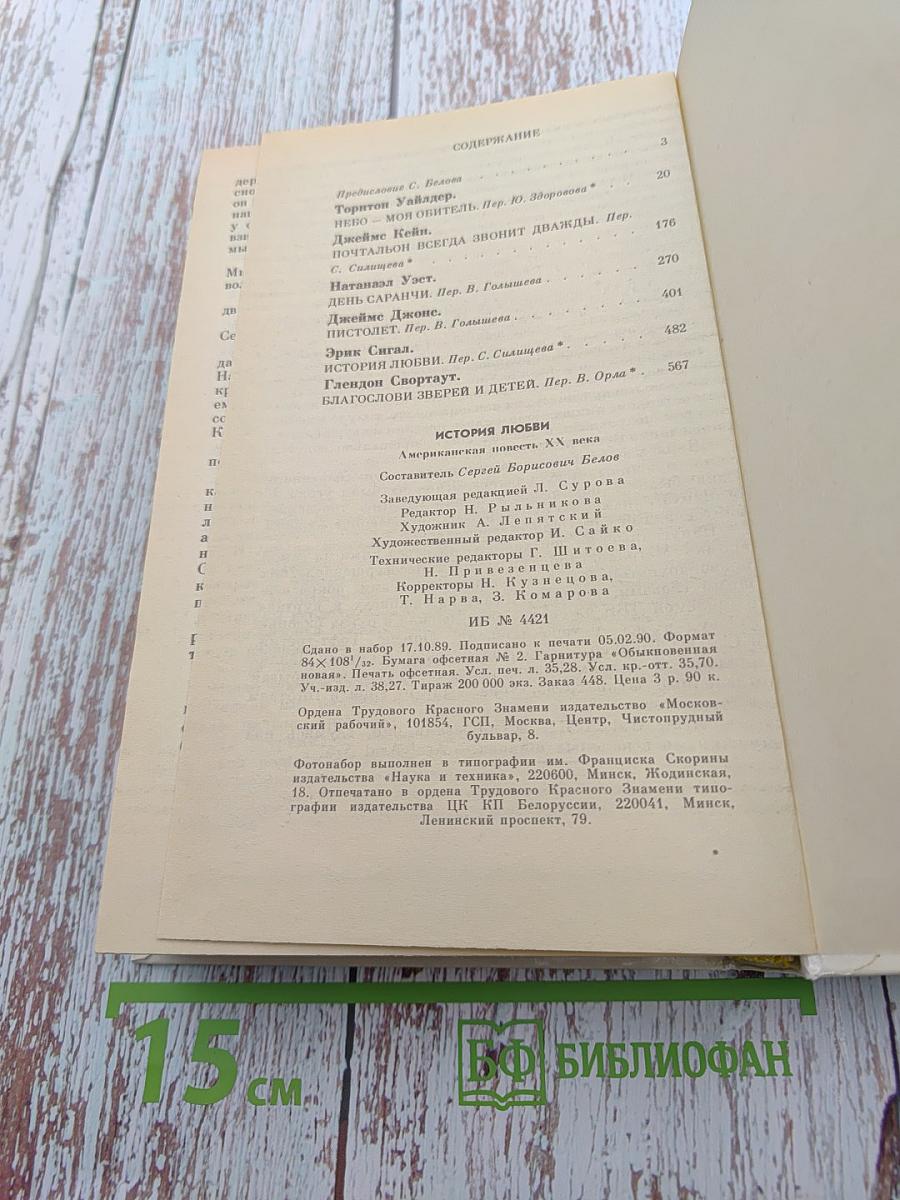 СОДЕРЖАНИЕ
Предисловие С. Белова . . . . . . . . . . 3
Торнтон Уайлдер.
НЕБО — МОЯ ОБИТЕЛЬ. Пер. Ю. Здоровова * . . 20
Джеймс Кейн.
ПОЧТАЛЬОН ВСЕГДА ЗВОНИТ ДВАЖДЫ. Пер.
С. Силищева * . . . . . . . . . . . . 176
Натанаэл Уэст.
ДЕНЬ САРАНЧИ. Пер. В. Голышева . . . . . . 270
Джеймс Джонс.
ПИСТОЛЕТ. Пер. В. Голышева . . . . . . . . 401
Эрик Сигал.
ИСТОРИЯ ЛЮБВИ. Пер. С. Силищева * . . . . . 482
Глендон Свортаут.
БЛАГОСЛОВИ ЗВЕРЕЙ И ДЕТЕЙ. Пер. В. Орла * . 567
ИСТОРИЯ ЛЮБВИ
Американская повесть XX века
Составитель Сергей Борисович Белов
Заведующая редакцией Л. Сурова
Редактор Н. Рыльникова
Художник А. Лепятский
Художественный редактор И. Сайко
Технические редакторы Г. Шитоева,
Н. Привезенцева
Корректоры Н. Кузнецова,
Т. Нарва, З. Комарова
ИБ № 4421
Сдано в набор 17.10.89. Подписано к печати 05.02.90. Формат
84×108¹/₃₂. Бумага офсетная № 2. Гарнитура «Обыкновенная
новая». Печать офсетная. Усл. печ. л. 35,28. Усл. кр.-отт. 35,70.
Уч.-изд. л. 38,27. Тираж 200 000 экз. Заказ 448. Цена 3 р. 90 к.
Ордена Трудового Красного Знамени издательство «Москов-
ский рабочий», 101854, ГСП, Москва, Центр, Чистопрудный
бульвар, 8.
Фотонабор выполнен в типографии им. Франциска Скорины
издательства «Наука и техника», 220600, Минск, Жодинская,
18. Отпечатано в ордена Трудового Красного Знамени типо-
графии издательства ЦК КП Белоруссии, 220041, Минск,
Ленинский проспект, 79.
15 см
БФ БИБЛИОФАН